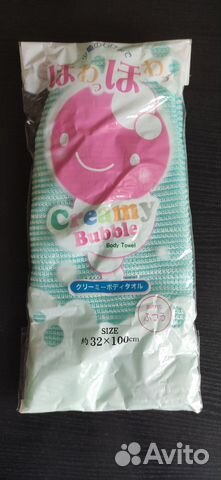 ほわっほわ
Creamy
Bubble
Body Towel
クリーミーボディタオル
ふつう
SIZE
約32×100cm
Avito